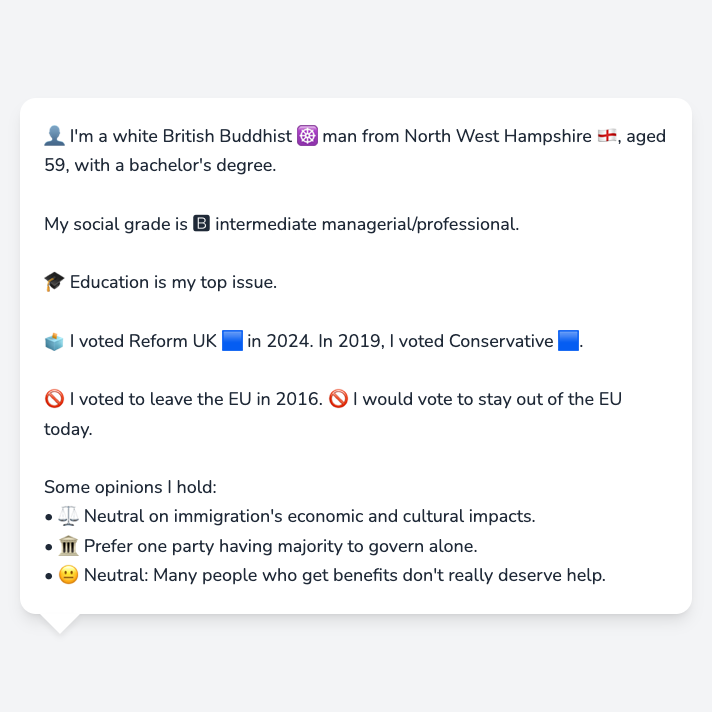 👤 I'm a white British Buddhist ☸️ man from North West Hampshire 🏴󠁧󠁢󠁥󠁮󠁧󠁿, aged
59, with a bachelor's degree.
My social grade is 🅱 intermediate managerial/professional.
🎓 Education is my top issue.
🗳️ I voted Reform UK 🟦 in 2024. In 2019, I voted Conservative 🟦.
🚫 I voted to leave the EU in 2016. 🚫 I would vote to stay out of the EU
today.
Some opinions I hold:
• ⚖️ Neutral on immigration's economic and cultural impacts.
• 🏛️ Prefer one party having majority to govern alone.
• 😐 Neutral: Many people who get benefits don't really deserve help.